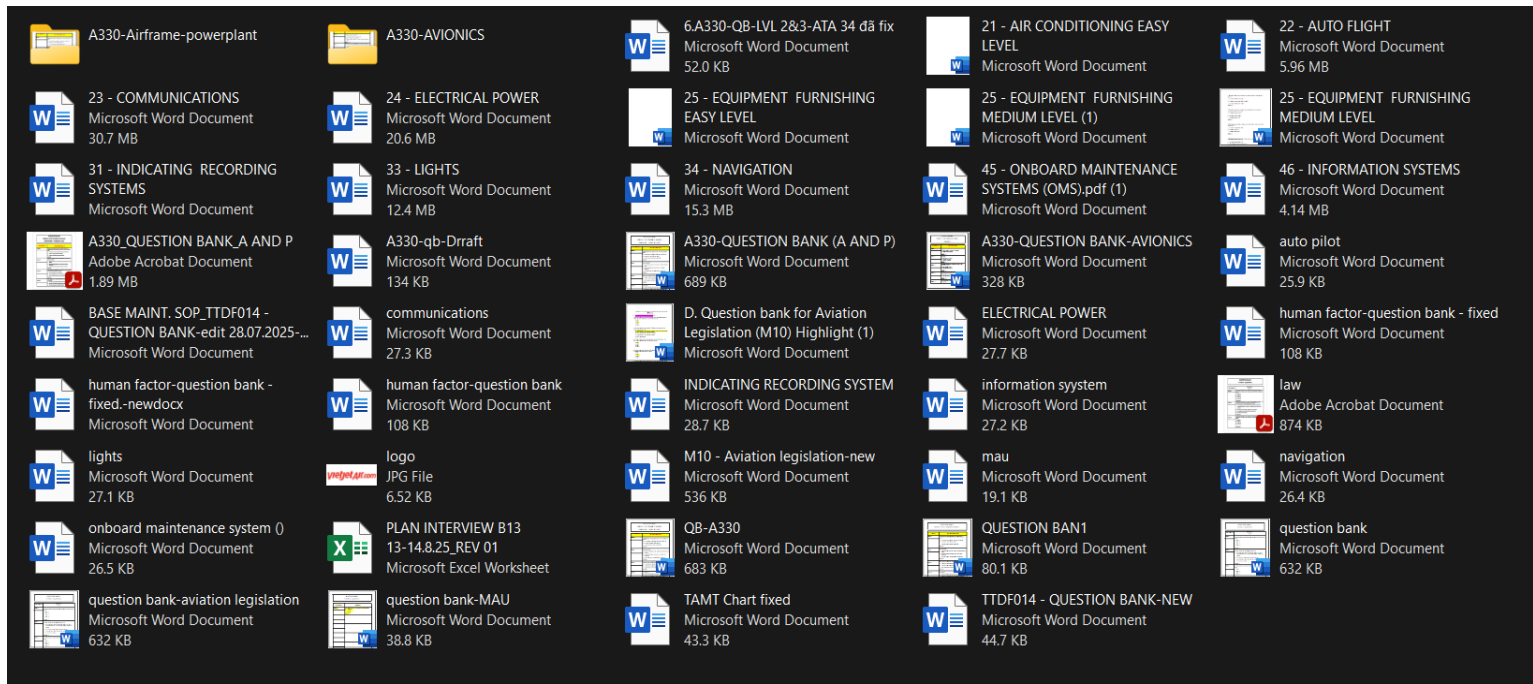 A330-Airframe-powerplant
A330-AVIONICS
6.A330-QB-LVL 2&3-ATA 34 đã fix
Microsoft Word Document
52.0 KB
21 - AIR CONDITIONING EASY
LEVEL
Microsoft Word Document
22 - AUTO FLIGHT
Microsoft Word Document
5.96 MB
23 - COMMUNICATIONS
Microsoft Word Document
30.7 MB
24 - ELECTRICAL POWER
Microsoft Word Document
20.6 MB
25 - EQUIPMENT  FURNISHING
EASY LEVEL
Microsoft Word Document
25 - EQUIPMENT  FURNISHING
MEDIUM LEVEL (1)
Microsoft Word Document
25 - EQUIPMENT  FURNISHING
MEDIUM LEVEL
Microsoft Word Document
31 - INDICATING  RECORDING
SYSTEMS
Microsoft Word Document
33 - LIGHTS
Microsoft Word Document
12.4 MB
34 - NAVIGATION
Microsoft Word Document
15.3 MB
45 - ONBOARD MAINTENANCE
SYSTEMS (OMS).pdf (1)
Microsoft Word Document
46 - INFORMATION SYSTEMS
Microsoft Word Document
4.14 MB
A330_QUESTION BANK_A AND P
Adobe Acrobat Document
1.89 MB
A330-qb-Drraft
Microsoft Word Document
134 KB
A330-QUESTION BANK (A AND P)
Microsoft Word Document
689 KB
A330-QUESTION BANK-AVIONICS
Microsoft Word Document
328 KB
auto pilot
Microsoft Word Document
25.9 KB
BASE MAINT. SOP_TTDF014 -
QUESTION BANK-edit 28.07.2025-...
Microsoft Word Document
communications
Microsoft Word Document
27.3 KB
D. Question bank for Aviation
Legislation (M10) Highlight (1)
Microsoft Word Document
ELECTRICAL POWER
Microsoft Word Document
27.7 KB
human factor-question bank - fixed
Microsoft Word Document
108 KB
human factor-question bank -
fixed.-newdocx
Microsoft Word Document
human factor-question bank
Microsoft Word Document
108 KB
INDICATING RECORDING SYSTEM
Microsoft Word Document
28.7 KB
information syystem
Microsoft Word Document
27.2 KB
law
Adobe Acrobat Document
874 KB
lights
Microsoft Word Document
27.1 KB
vietjetAir.com
logo
JPG File
6.52 KB
M10 - Aviation legislation-new
Microsoft Word Document
536 KB
mau
Microsoft Word Document
19.1 KB
navigation
Microsoft Word Document
26.4 KB
onboard maintenance system ()
Microsoft Word Document
26.5 KB
PLAN INTERVIEW B13
13-14.8.25_REV 01
Microsoft Excel Worksheet
QB-A330
Microsoft Word Document
683 KB
QUESTION BAN1
Microsoft Word Document
80.1 KB
question bank
Microsoft Word Document
632 KB
question bank-aviation legislation
Microsoft Word Document
632 KB
question bank-MAU
Microsoft Word Document
38.8 KB
TAMT Chart fixed
Microsoft Word Document
43.3 KB
TTDF014 - QUESTION BANK-NEW
Microsoft Word Document
44.7 KB